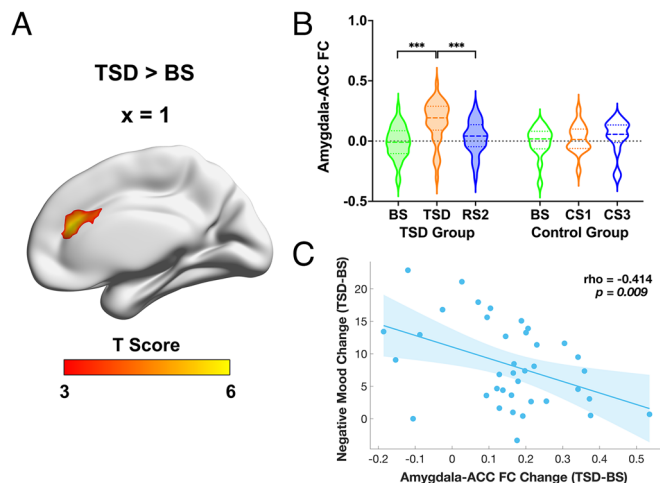 A
TSD > BS
x = 1
T Score
3 6
B
Amygdala-ACC FC
1.0
0.5
0.0
-0.5
*** ***
BS TSD RS2 BS CS1 CS3
TSD Group Control Group
C
Negative Mood Change (TSD-BS)
rho = -0.414
p = 0.009
20
15
10
5
0
-0.2 -0.1 0 0.1 0.2 0.3 0.4 0.5
Amygdala-ACC FC Change (TSD-BS)